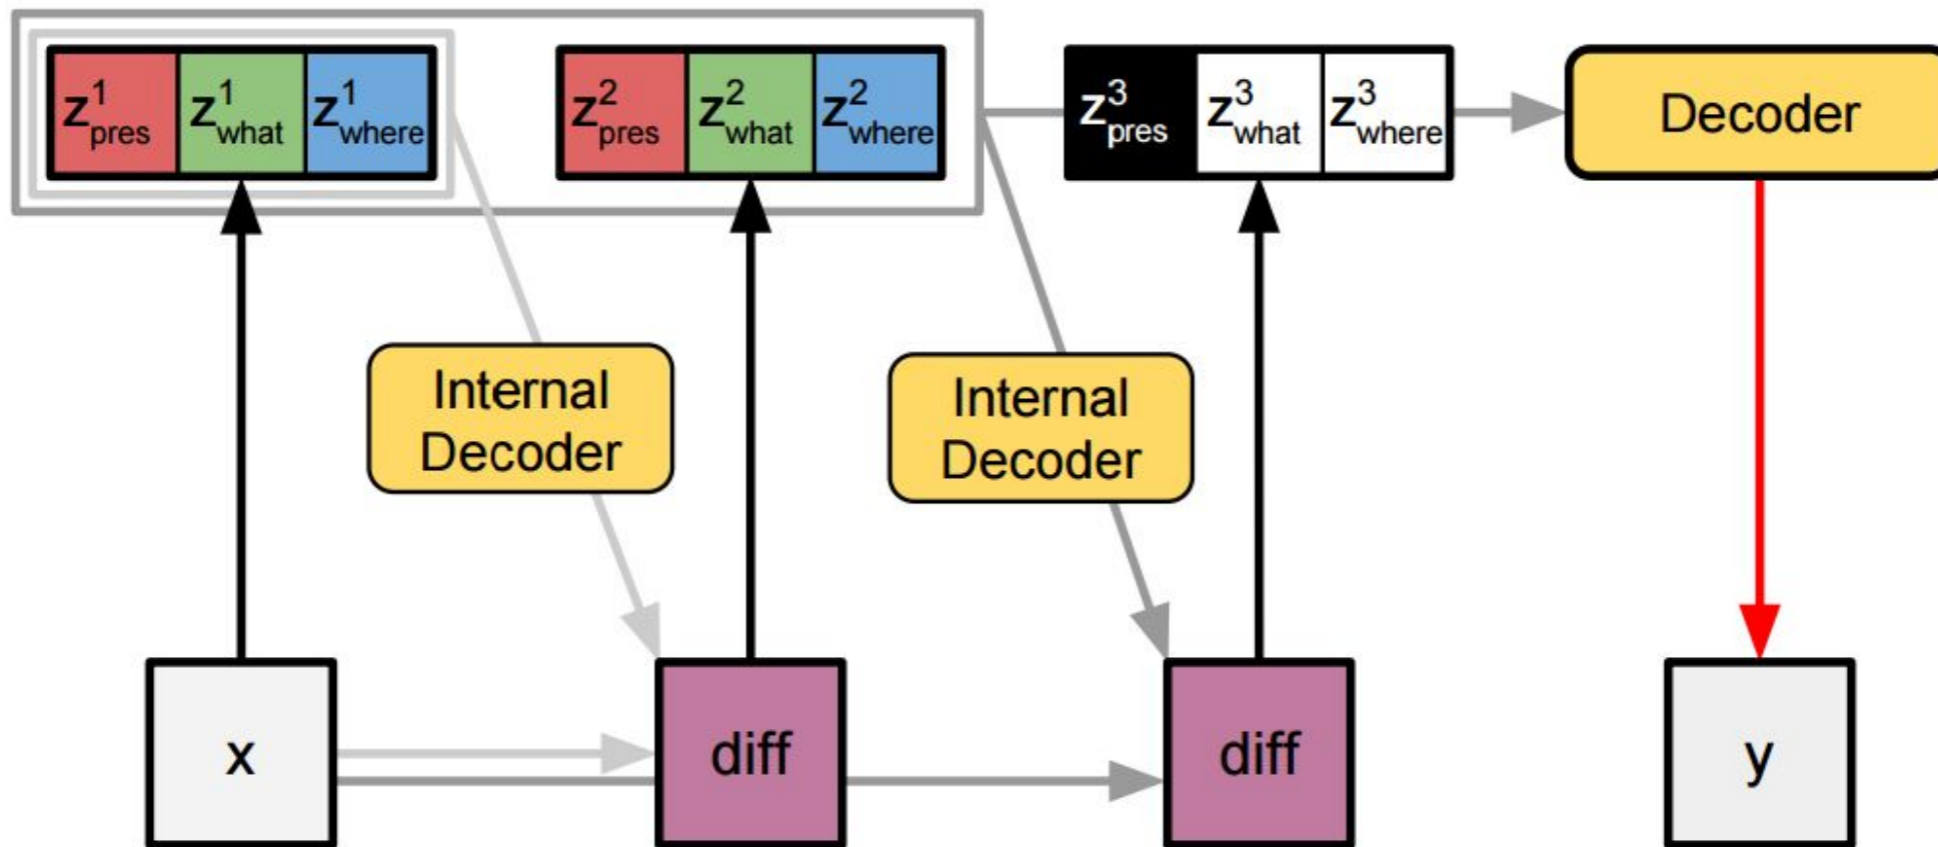 z¹pres z¹what z¹where z²pres z²what z²where z³pres z³what z³where Decoder
Internal
Decoder
Internal
Decoder
x diff diff y